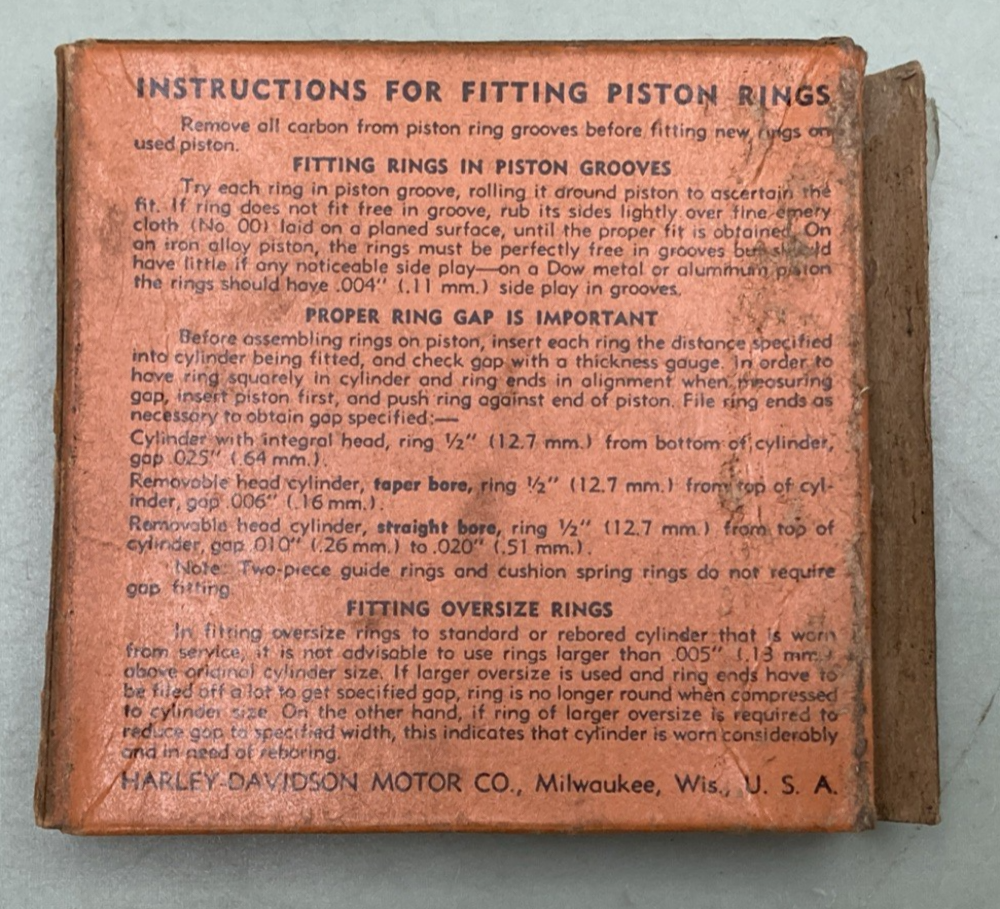 INSTRUCTIONS FOR FITTING PISTON RINGS
Remove all carbon from piston ring grooves before fitting new rings on
used piston.
FITTING RINGS IN PISTON GROOVES
Try each ring in piston groove, rolling it around piston to ascertain the
fit. If ring does not fit free in groove, rub its sides lightly over fine emery
cloth (No. 00) laid on a planed surface, until the proper fit is obtained. On
an iron alloy piston, the rings must be perfectly free in grooves but should
have little if any noticeable side play—on a Dow metal or aluminum piston
the rings should have .004" (.11 mm.) side play in grooves.
PROPER RING GAP IS IMPORTANT
Before assembling rings on piston, insert each ring the distance specified
into cylinder being fitted, and check gap with a thickness gauge. In order to
have ring squarely in cylinder and ring ends in alignment when measuring
gap, insert piston first, and push ring against end of piston. File ring ends as
necessary to obtain gap specified:—
Cylinder with integral head, ring ½" (12.7 mm.) from bottom of cylinder,
gap .025" (.64 mm.).
Removable head cylinder, taper bore, ring ½" (12.7 mm.) from top of cyl-
inder, gap .006" (.16 mm.).
Removable head cylinder, straight bore, ring ½" (12.7 mm.) from top of
cylinder, gap .010" (.26 mm.) to .020" (.51 mm.).
Note: Two-piece guide rings and cushion spring rings do not require
gap fitting.
FITTING OVERSIZE RINGS
In fitting oversize rings to standard or rebored cylinder that is worn
from service, it is not advisable to use rings larger than .005" (.13 mm.)
above original cylinder size. If larger oversize is used and ring ends have to
be filed off a lot to get specified gap, ring is no longer round when compressed
to cylinder size. On the other hand, if ring of larger oversize is required to
reduce gap to specified width, this indicates that cylinder is worn considerably
and in need of reboring.
HARLEY-DAVIDSON MOTOR CO., Milwaukee, Wis., U. S. A.